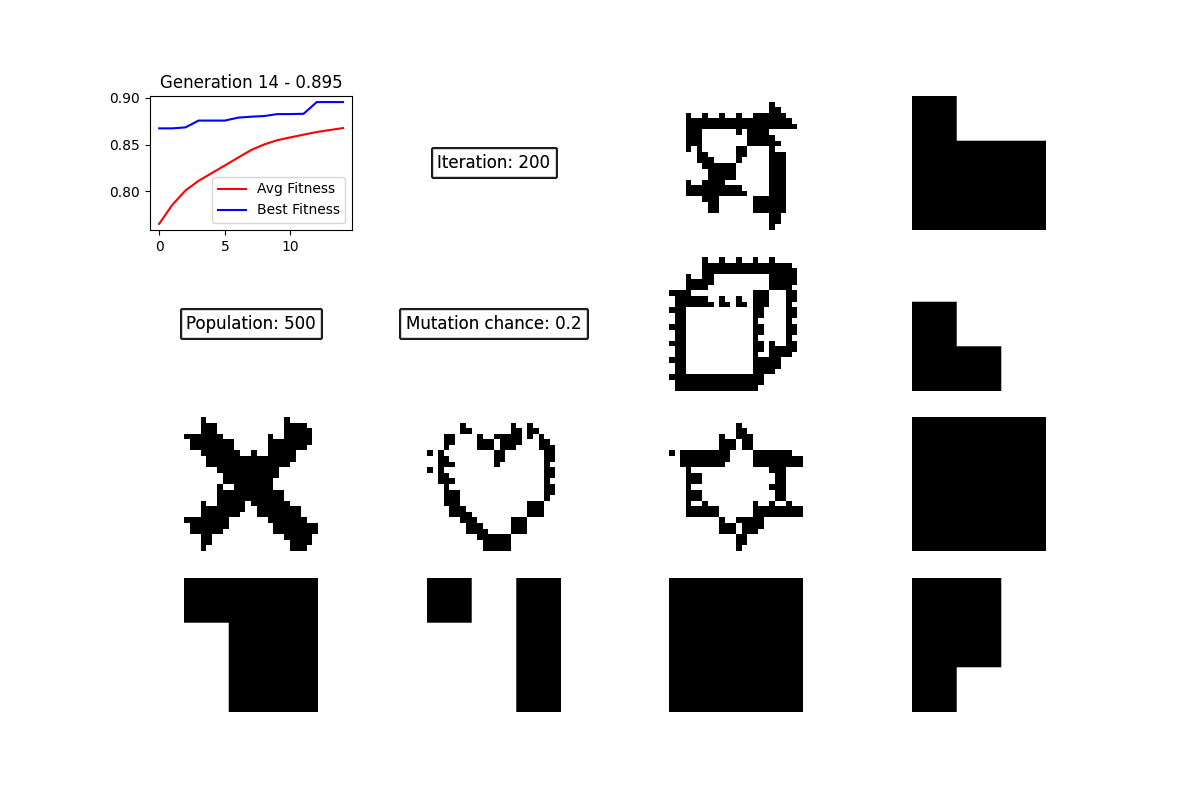 Generation 14 - 0.895
0.90
0.85
0.80
Avg Fitness
Best Fitness
0 5 10
Iteration: 200
Population: 500
Mutation chance: 0.2